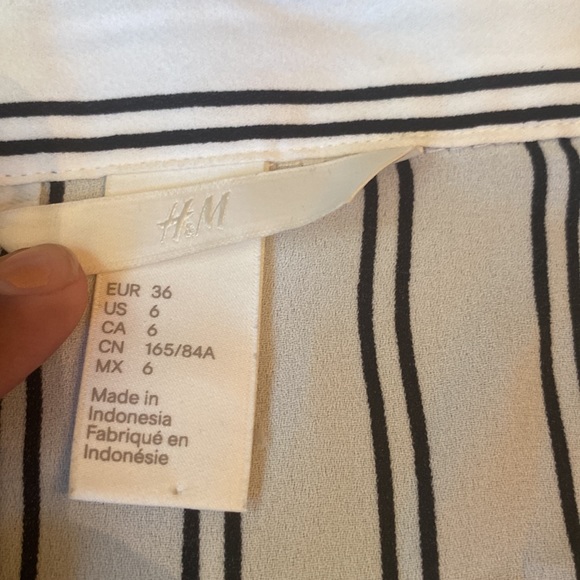 H&M
EUR 36
US 6
CA 6
CN 165/84A
MX 6
Made in
Indonesia
Fabriqué en
Indonésie